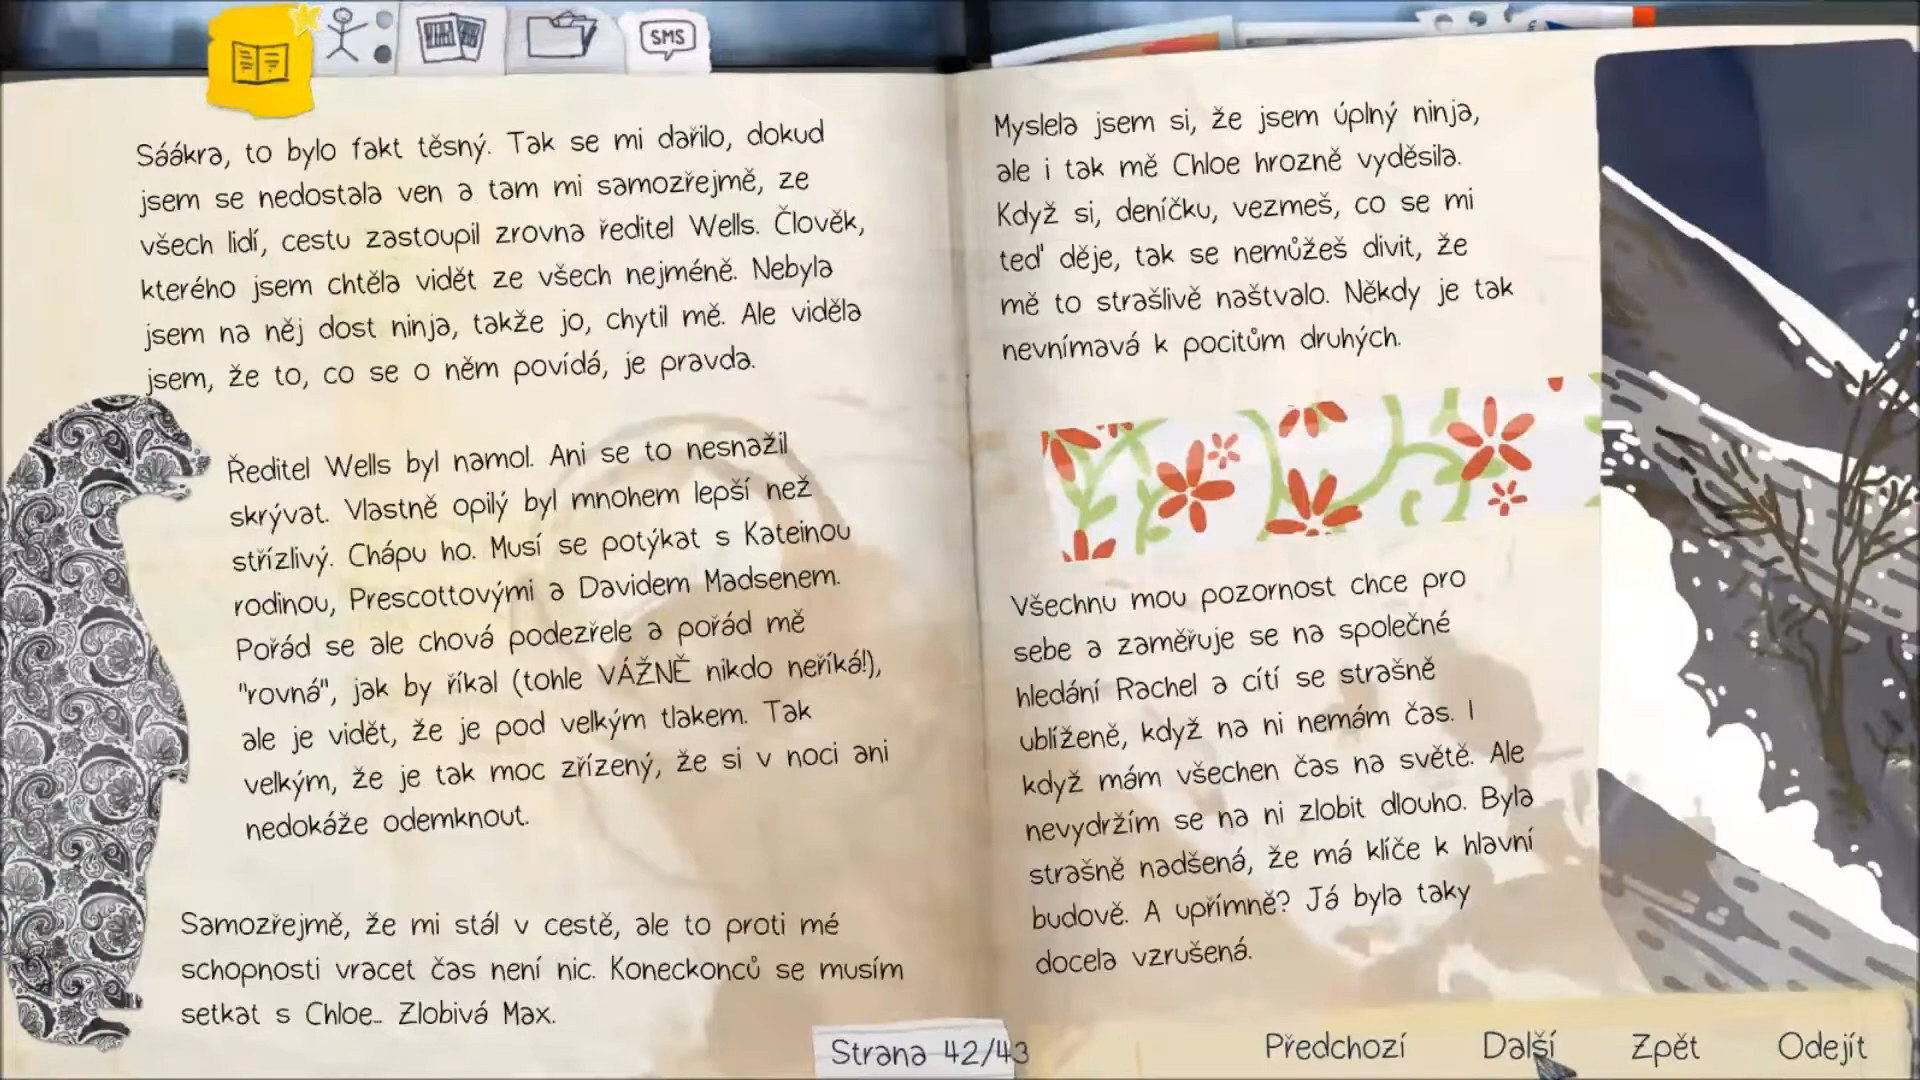 SMS
Sáákra, to bylo fakt těsný. Tak se mi dařilo, dokud
jsem se nedostala ven a tam mi samozřejmě, ze
všech lidí, cestu zastoupil zrovna ředitel Wells. Člověk,
kterého jsem chtěla vidět ze všech nejméně. Nebyla
jsem na něj dost ninja, takže jo, chytil mě. Ale viděla
jsem, že to, co se o něm povídá, je pravda.
Ředitel Wells byl namol. Ani se to nesnažil
skrývat. Vlastně opilý byl mnohem lepší než
střízlivý. Chápu ho. Musí se potýkat s Kateinou
rodinou, Prescottovými a Davidem Madsenem.
Pořád se ale chová podezřele a pořád mě
"rovná", jak by říkal (tohle VÁŽNĚ nikdo neříká!),
ale je vidět, že je pod velkým tlakem. Tak
velkým, že je tak moc zřízený, že si v noci ani
nedokáže odemknout.
Samozřejmě, že mi stál v cestě, ale to proti mé
schopnosti vracet čas není nic. Koneckonců se musím
setkat s Chloe... Zlobivá Max.
Myslela jsem si, že jsem úplný ninja,
ale i tak mě Chloe hrozně vyděsila.
Když si, deníčku, vezmeš, co se mi
teď děje, tak se nemůžeš divit, že
mě to strašlivě naštvalo. Někdy je tak
nevnímavá k pocitům druhých.
Všechnu mou pozornost chce pro
sebe a zaměřuje se na společné
hledání Rachel a cítí se strašně
ublíženě, když na ni nemám čas. I
když mám všechen čas na světě. Ale
nevydržím se na ni zlobit dlouho. Byla
strašně nadšená, že má klíče k hlavní
budově. A upřímně? Já byla taky
docela vzrušená.
Strana 42/43
Předchozí Další Zpět Odejít